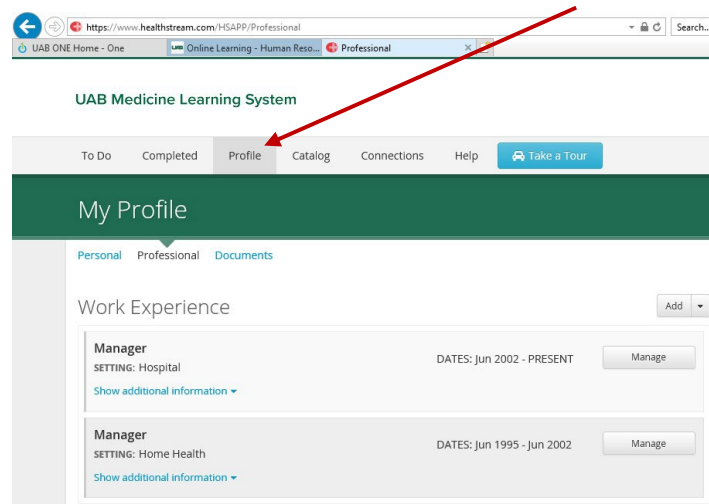 https://www.healthstream.com/HSAPP/Professional
Search..
UAB ONE Home - One
Online Learning - Human Reso...
Professional
UAB Medicine Learning System
To Do Completed Profile Catalog Connections Help Take a Tour
My Profile
Personal Professional Documents
Work Experience
Add
Manager
SETTING: Hospital
DATES: Jun 2002 - PRESENT
Manage
Show additional information
Manager
SETTING: Home Health
DATES: Jun 1995 - Jun 2002
Manage
Show additional information